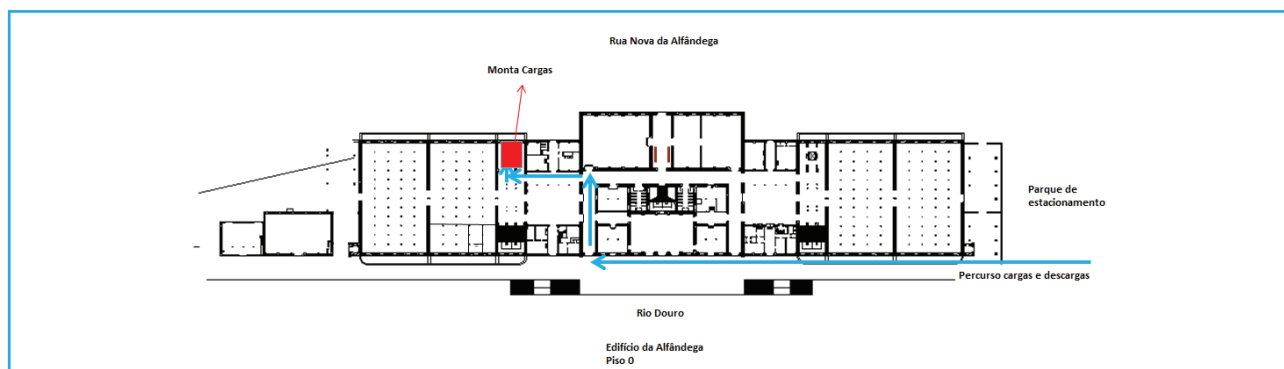 Rua Nova da Alfândega
Monta Cargas
Parque de
estacionamento
Percurso cargas e descargas
Rio Douro
Edifício da Alfândega
Piso 0